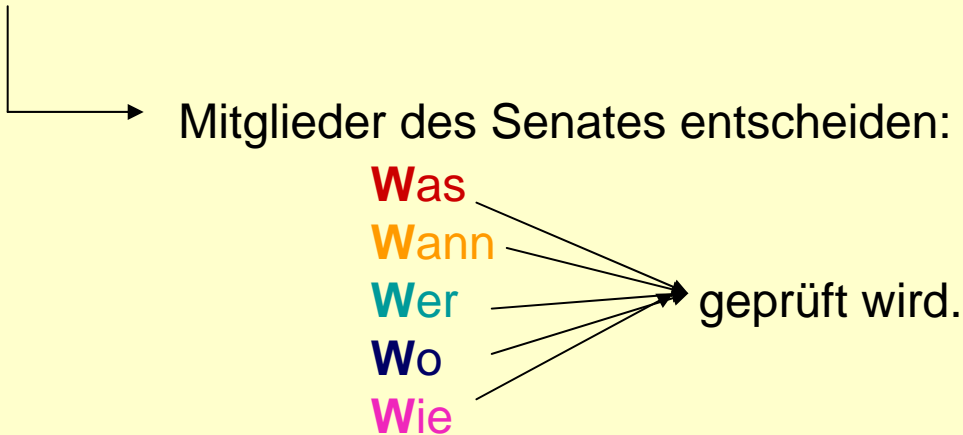 Mitglieder des Senates entscheiden:
Was
Wann
Wer
geprüft wird.
Wo
Wie